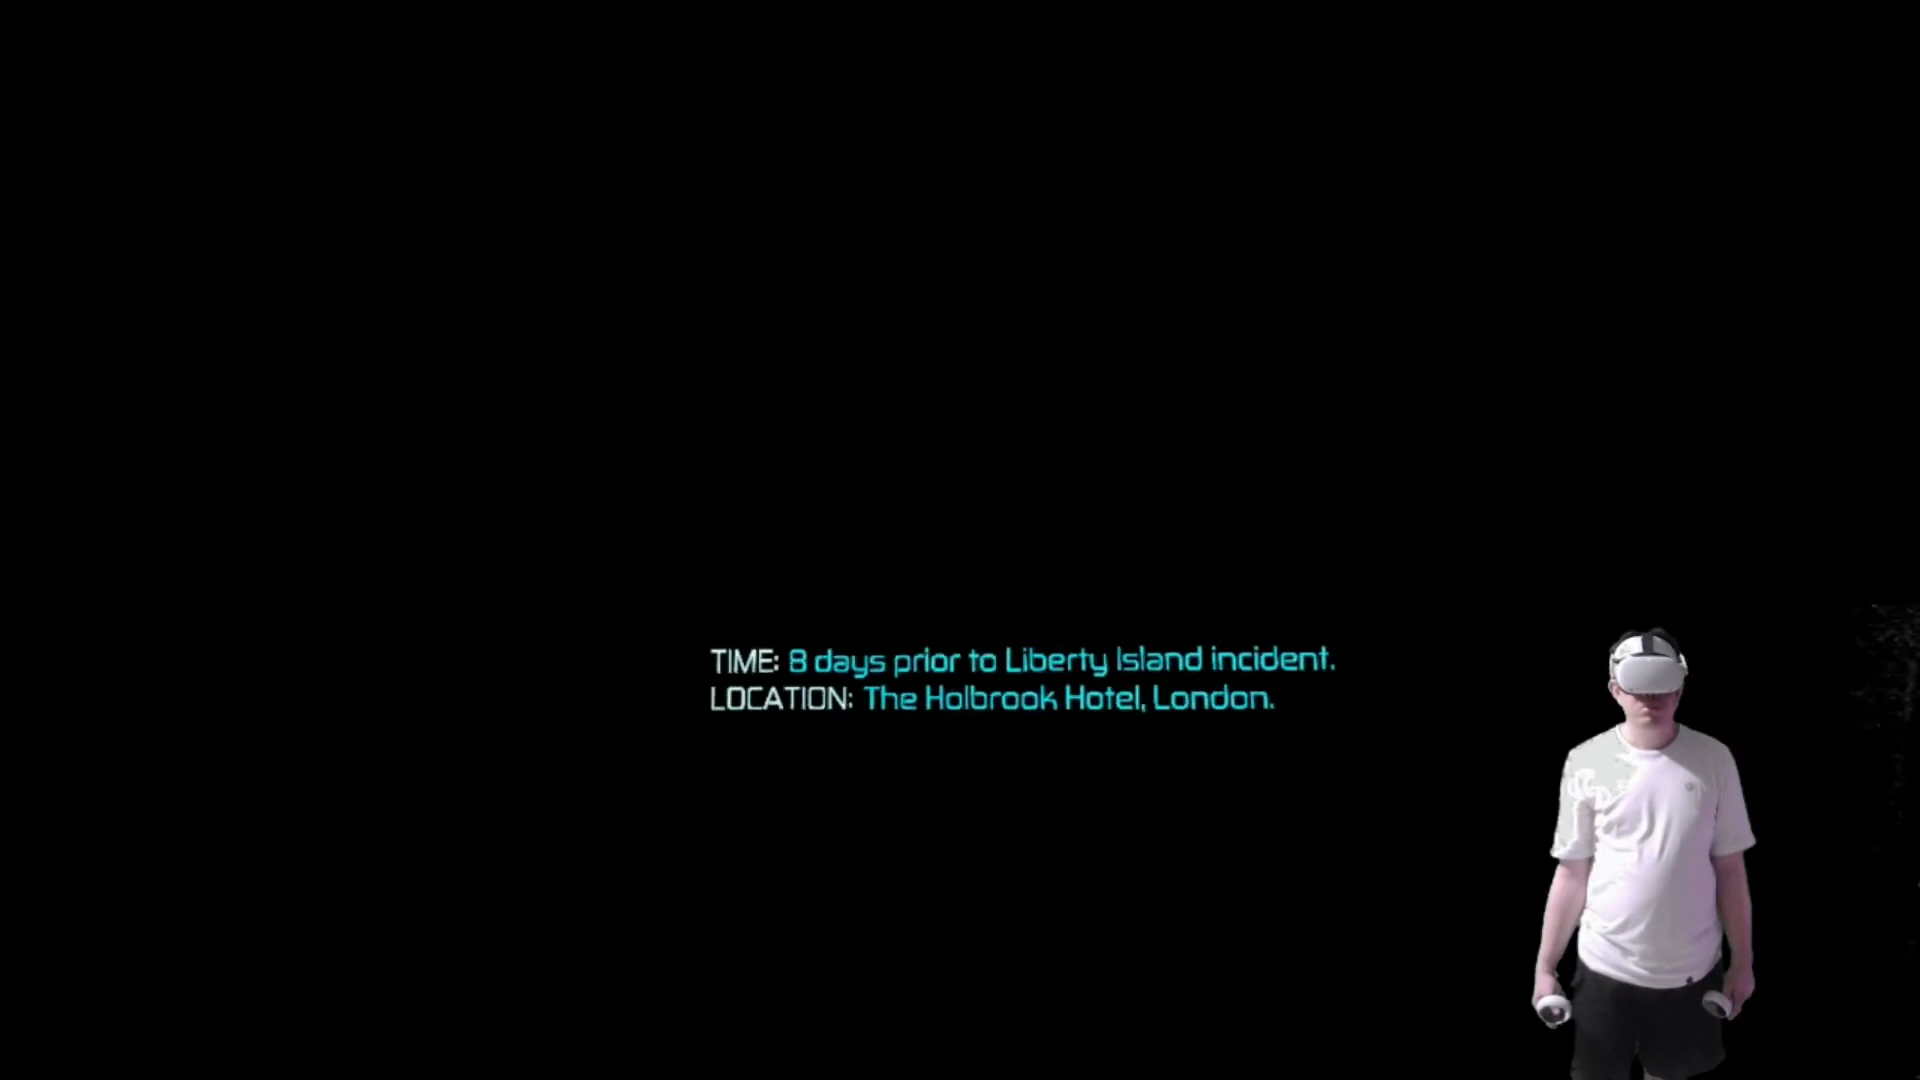 TIME: 8 days prior to Liberty Island incident.
LOCATION: The Holbrook Hotel, London.